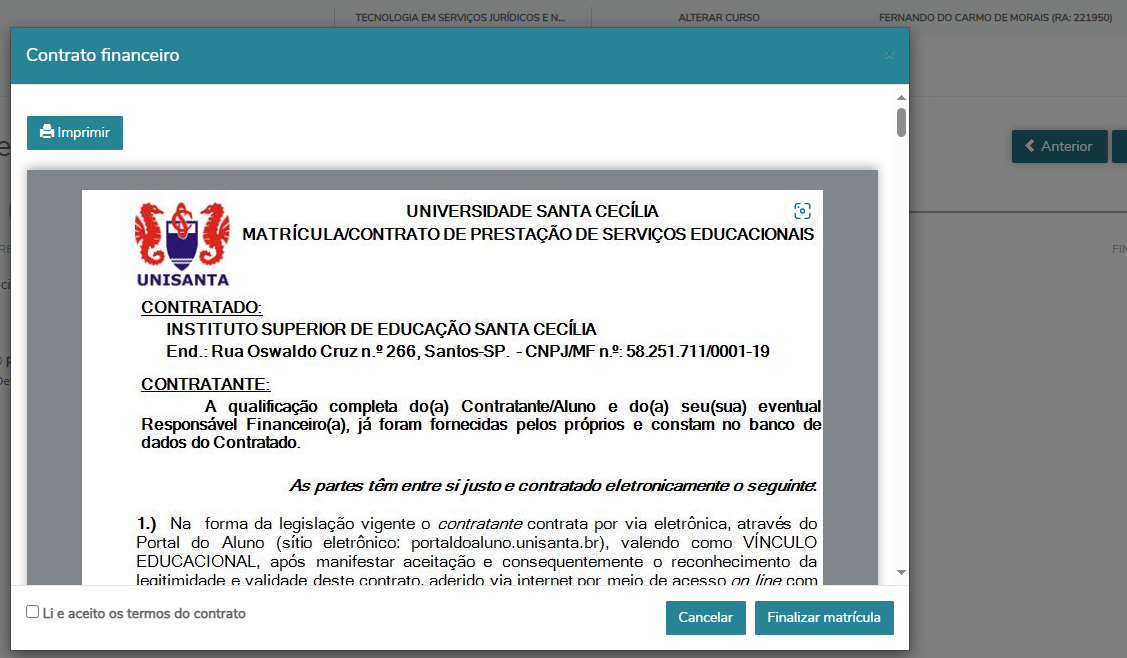 TECNOLOGIA EM SERVIÇOS JURÍDICOS E N...
ALTERAR CURSO
FERNANDO DO CARMO DE MORAIS (RA: 221950)
Contrato financeiro
×
Imprimir
Anterior
UNISANTA
UNIVERSIDADE SANTA CECÍLIA
MATRÍCULA/CONTRATO DE PRESTAÇÃO DE SERVIÇOS EDUCACIONAIS
CONTRATADO:
INSTITUTO SUPERIOR DE EDUCAÇÃO SANTA CECÍLIA
End.: Rua Oswaldo Cruz n.º 266, Santos-SP. - CNPJ/MF n.º: 58.251.711/0001-19
CONTRATANTE:
A qualificação completa do(a) Contratante/Aluno e do(a) seu(sua) eventual
Responsável Financeiro(a), já foram fornecidas pelos próprios e constam no banco de
dados do Contratado.
As partes têm entre si justo e contratado eletronicamente o seguinte:
1.) Na forma da legislação vigente o contratante contrata por via eletrônica, através do
Portal do Aluno (sítio eletrônico: portaldoaluno.unisanta.br), valendo como VÍNCULO
EDUCACIONAL, após manifestar aceitação e consequentemente o reconhecimento da
legitimidade e validade deste contrato, aderido via internet por meio de acesso on line com
Li e aceito os termos do contrato
Cancelar
Finalizar matrícula